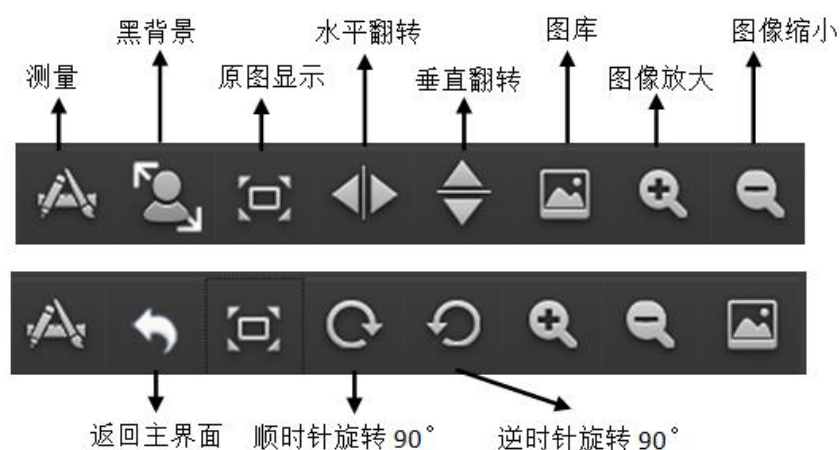 黑背景
水平翻转
图库
图像缩小
测量
原图显示
垂直翻转
图像放大
返回主界面
顺时针旋转 90°
逆时针旋转 90°